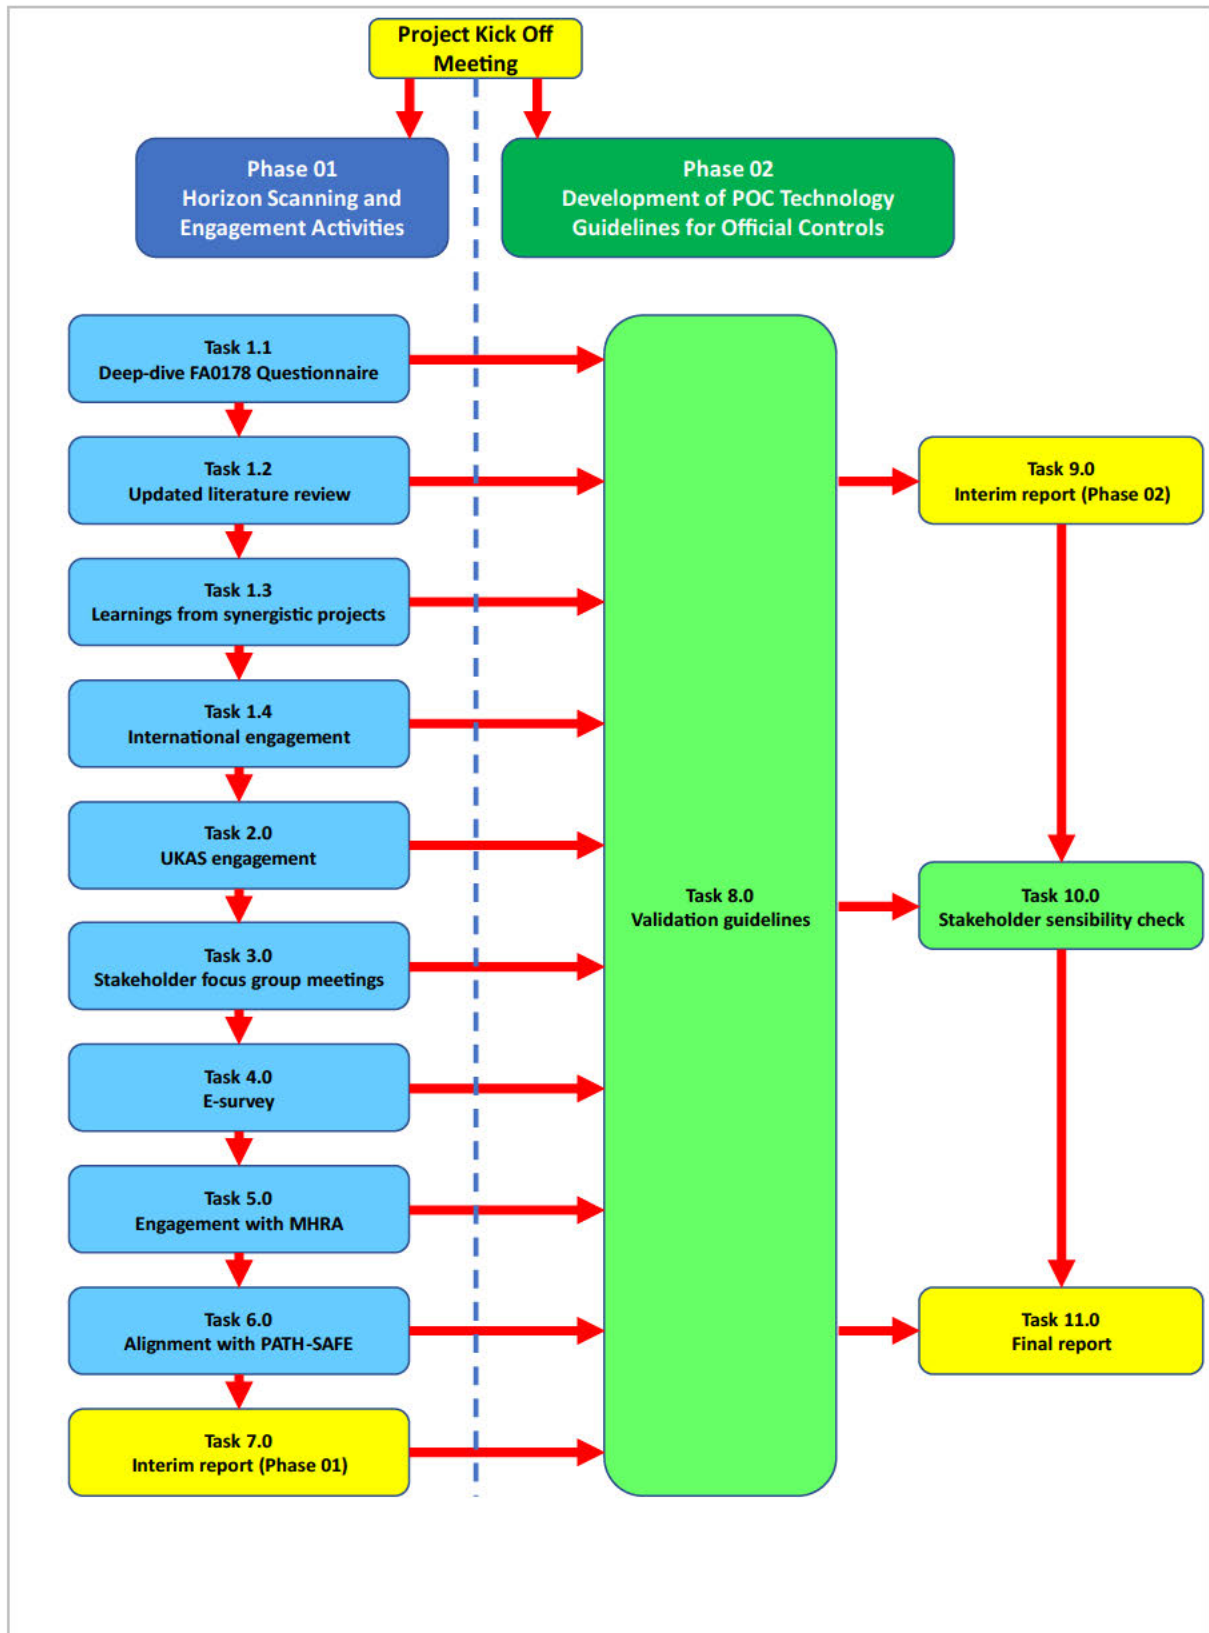 Project Kick Off
Meeting
Phase 01
Horizon Scanning and
Engagement Activities
Phase 02
Development of POC Technology
Guidelines for Official Controls
Task 1.1
Deep-dive FA0178 Questionnaire
Task 1.2
Updated literature review
Task 1.3
Learnings from synergistic projects
Task 1.4
International engagement
Task 2.0
UKAS engagement
Task 3.0
Stakeholder focus group meetings
Task 4.0
E-survey
Task 5.0
Engagement with MHRA
Task 6.0
Alignment with PATH-SAFE
Task 7.0
Interim report (Phase 01)
Task 8.0
Validation guidelines
Task 9.0
Interim report (Phase 02)
Task 10.0
Stakeholder sensibility check
Task 11.0
Final report